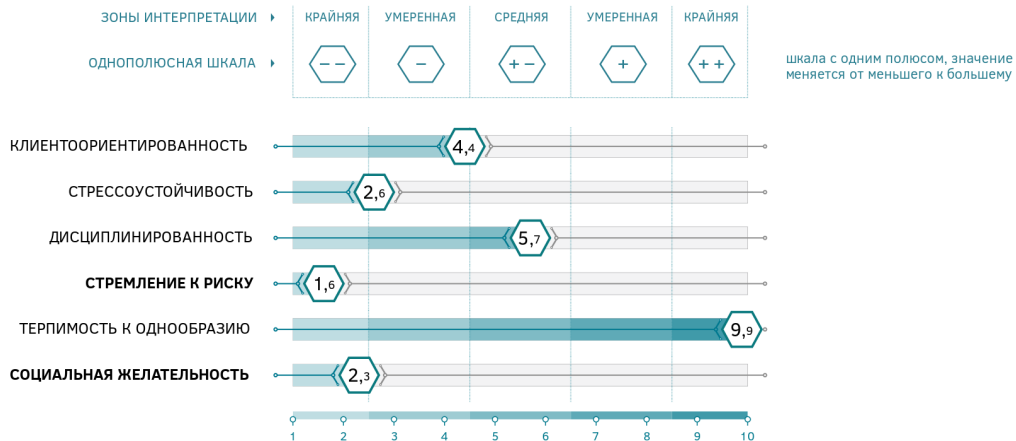 ЗОНЫ ИНТЕРПРЕТАЦИИ
КРАЙНЯЯ
УМЕРЕННАЯ
СРЕДНЯЯ
УМЕРЕННАЯ
КРАЙНЯЯ
ОДНОПОЛЮСНАЯ ШКАЛА
− −
−
+ −
+
+ +
шкала с одним полюсом, значение
меняется от меньшего к большему
КЛИЕНТООРИЕНТИРОВАННОСТЬ
4,4
СТРЕССОУСТОЙЧИВОСТЬ
2,6
ДИСЦИПЛИНИРОВАННОСТЬ
5,7
СТРЕМЛЕНИЕ К РИСКУ
1,6
ТЕРПИМОСТЬ К ОДНООБРАЗИЮ
9,9
СОЦИАЛЬНАЯ ЖЕЛАТЕЛЬНОСТЬ
2,3
1 2 3 4 5 6 7 8 9 10